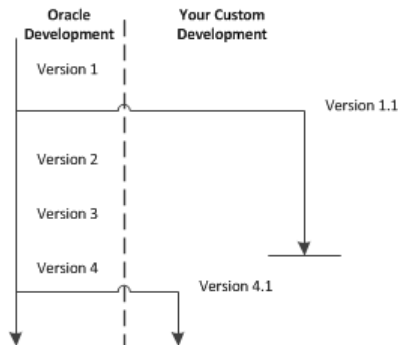 Oracle
Development
Your Custom
Development
Version 1
Version 1.1
Version 2
Version 3
Version 4
Version 4.1